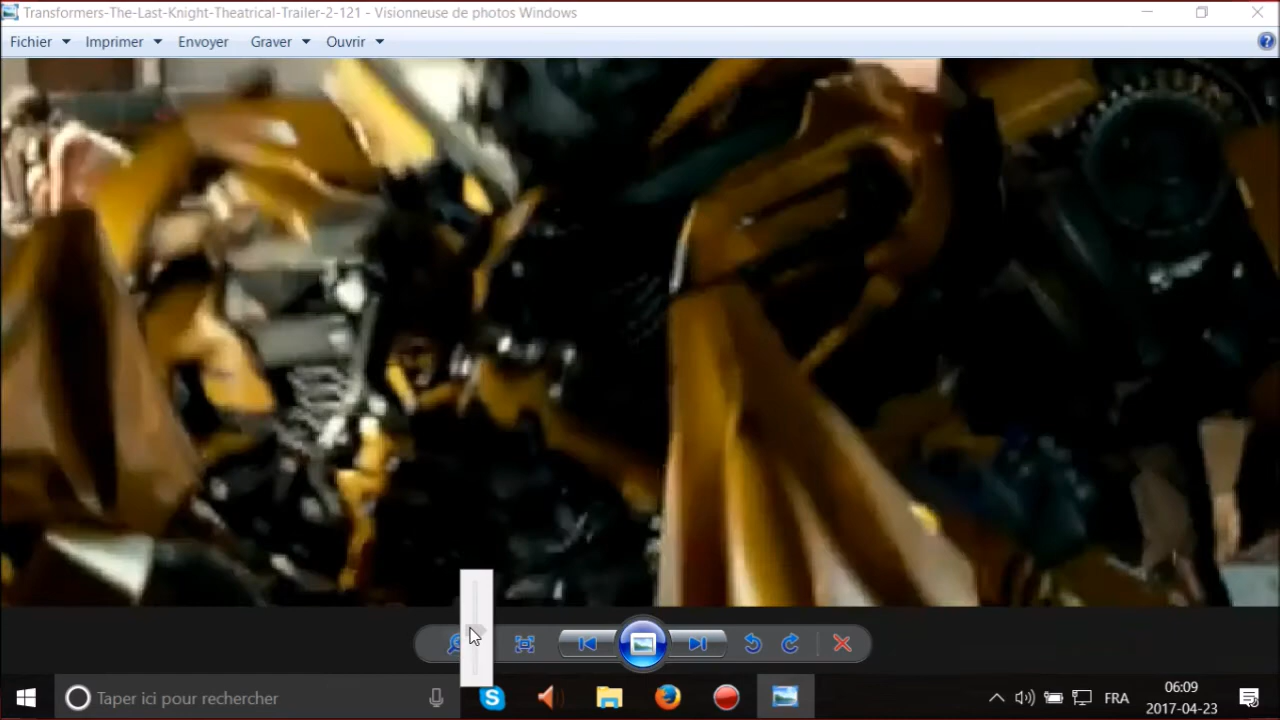 Transformers-The-Last-Knight-Theatrical-Trailer-2-121 - Visionneuse de photos Windows
Fichier Imprimer Envoyer Graver Ouvrir
Taper ici pour rechercher
FRA
06:09
2017-04-23